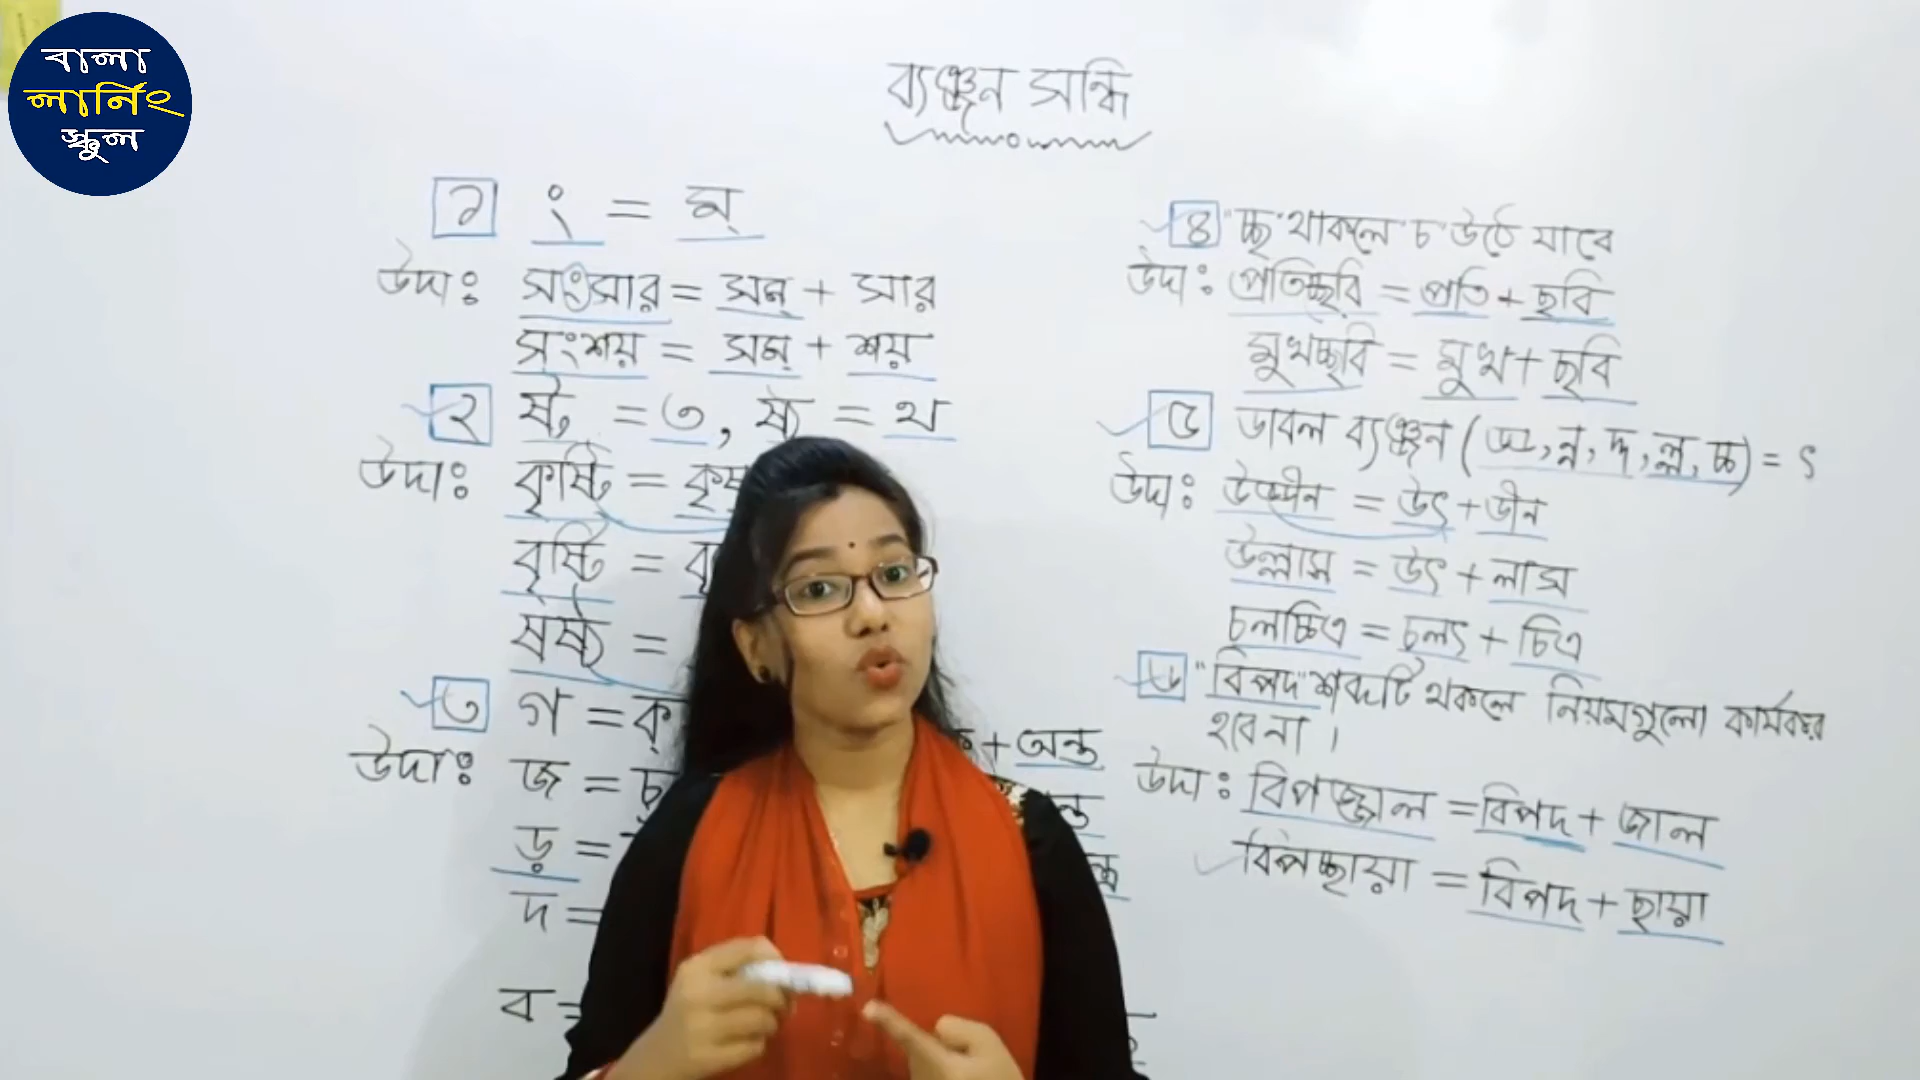 বালা
লার্নিং
স্কুল
ব্যঞ্জন সন্ধি
১ ং = ম্
উদাঃ সংসার = সম্ + সার
সংশয় = সম্ + শয়
২ ষ্ট = ত, ষ্ঠ = থ
উদাঃ কৃষ্টি = কৃষ
বৃষ্টি = বৃ
ষষ্ঠ =
৩ গ = ক্
উদাঃ জ = চ্
ড় =
দ =
ব =
+ অন্ত
৪ "চ্ছ" থাকলে চ উঠে যাবে
উদাঃ প্রতিচ্ছবি = প্রতি + ছবি
মুখচ্ছবি = মুখ + ছবি
৫ ডাবল ব্যঞ্জন (ড্ড, ন্ন, দ্দ, ল্ল, চ্চ) = ৎ
উদাঃ উড্ডীন = উৎ + ডীন
উল্লাস = উৎ + লাস
চলচ্চিত্র = চলৎ + চিত্র
৬ "বিপদ" শব্দটি থকলে নিয়মগুলো কার্যকর
হবে না।
উদাঃ বিপজ্জাল = বিপদ + জাল
বিপচ্ছায়া = বিপদ + ছায়া